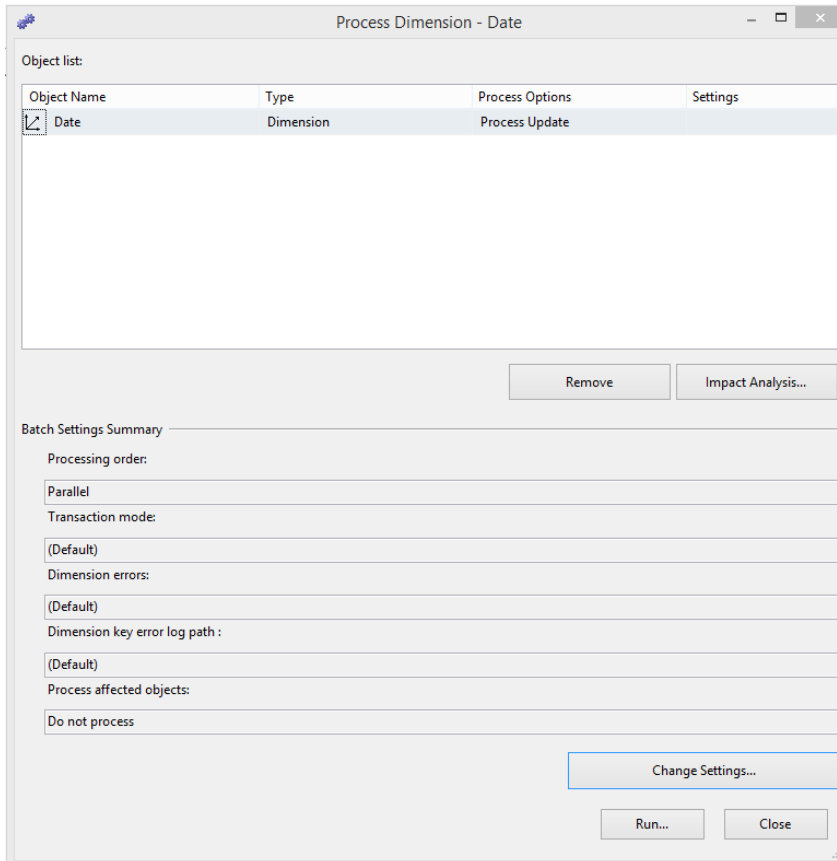 Process Dimension - Date
Object list:
Object Name Type Process Options Settings
Date Dimension Process Update
Remove Impact Analysis...
Batch Settings Summary
Processing order:
Parallel
Transaction mode:
(Default)
Dimension errors:
(Default)
Dimension key error log path :
(Default)
Process affected objects:
Do not process
Change Settings...
Run... Close